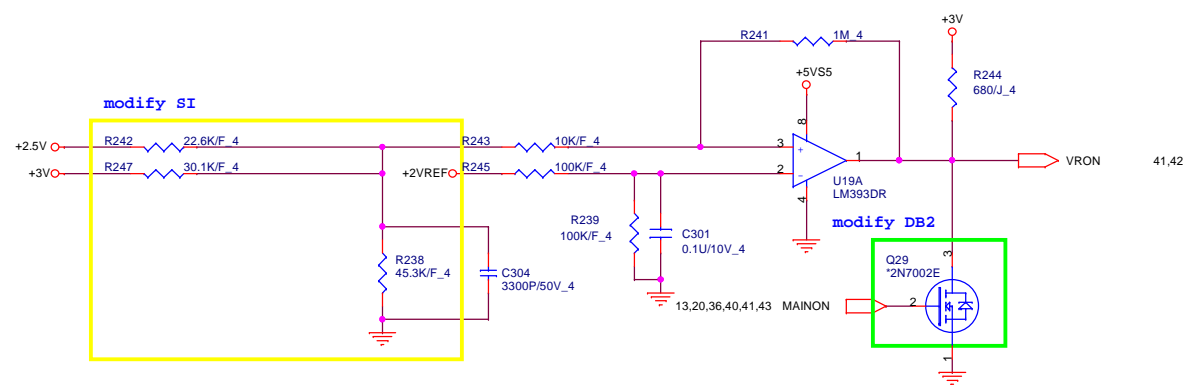 +3V
R241 1M_4
+5VS5
R244
680/J_4
modify SI
8
+2.5V R242 22.6K/F_4 R243 10K/F_4 3
+
1
VRON 41,42
+3V R247 30.1K/F_4 +2VREF R245 100K/F_4 2
-
U19A
LM393DR
4
modify DB2
R239
100K/F_4
C301
0.1U/10V_4
R238
45.3K/F_4
C304
3300P/50V_4
Q29
*2N7002E
3
13,20,36,40,41,43 MAINON 2
1